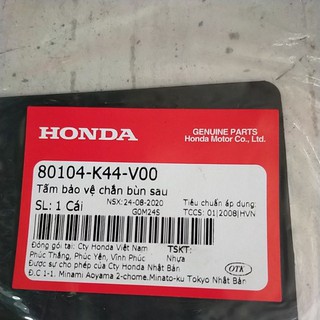 HONDA
GENUINE PARTS
Honda Motor Co., Ltd.
80104-K44-V00
Tấm bảo vệ chắn bùn sau
SL: 1 Cái
NSX: 24-08-2020
G0M245
Tiêu chuẩn áp dụng:
TCCS: 01|2008|HVN
Đóng gói tại: Cty Honda Việt Nam
Phúc Thắng, Phúc Yên, Vĩnh Phúc
TSKT:
Nhựa
Được sự cho phép của Cty Honda Nhật Bản
Đ.C 1-1. Minami Aoyama 2-chome.Minato-ku Tokyo Nhật Bản
OTK